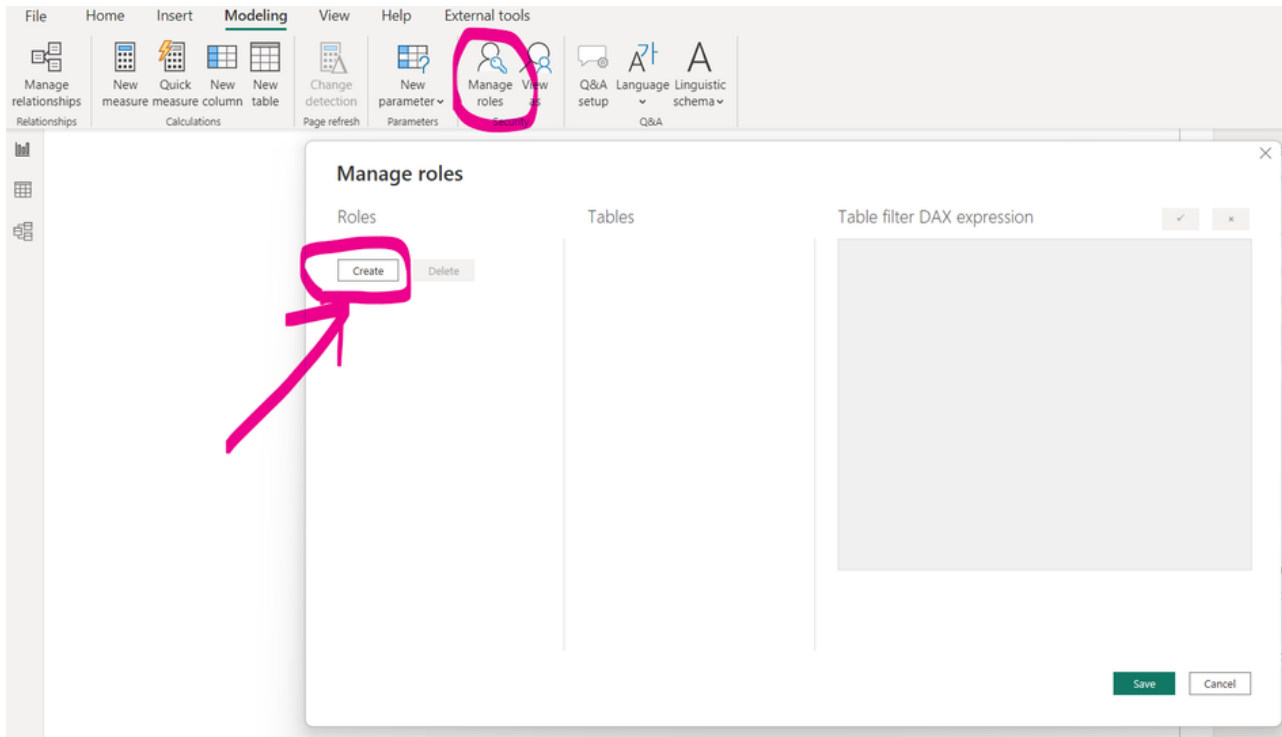 File Home Insert Modeling View Help External tools
Manage relationships
New measure
Quick measure
New column
New table
Change detection
New parameter
Manage roles
View as
Q&A setup
Language
Linguistic schema
Relationships
Calculations
Page refresh
Parameters
Security
Q&A
가
A
A
Manage roles
Roles
Tables
Table filter DAX expression
Create
Delete
Save
Cancel